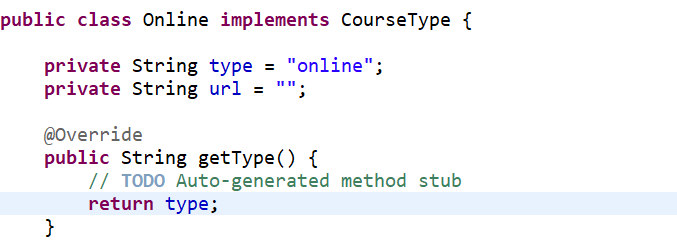 public class Online implements CourseType {
private String type = "online";
private String url = "";
@Override
public String getType() {
// TODO Auto-generated method stub
return type;
}